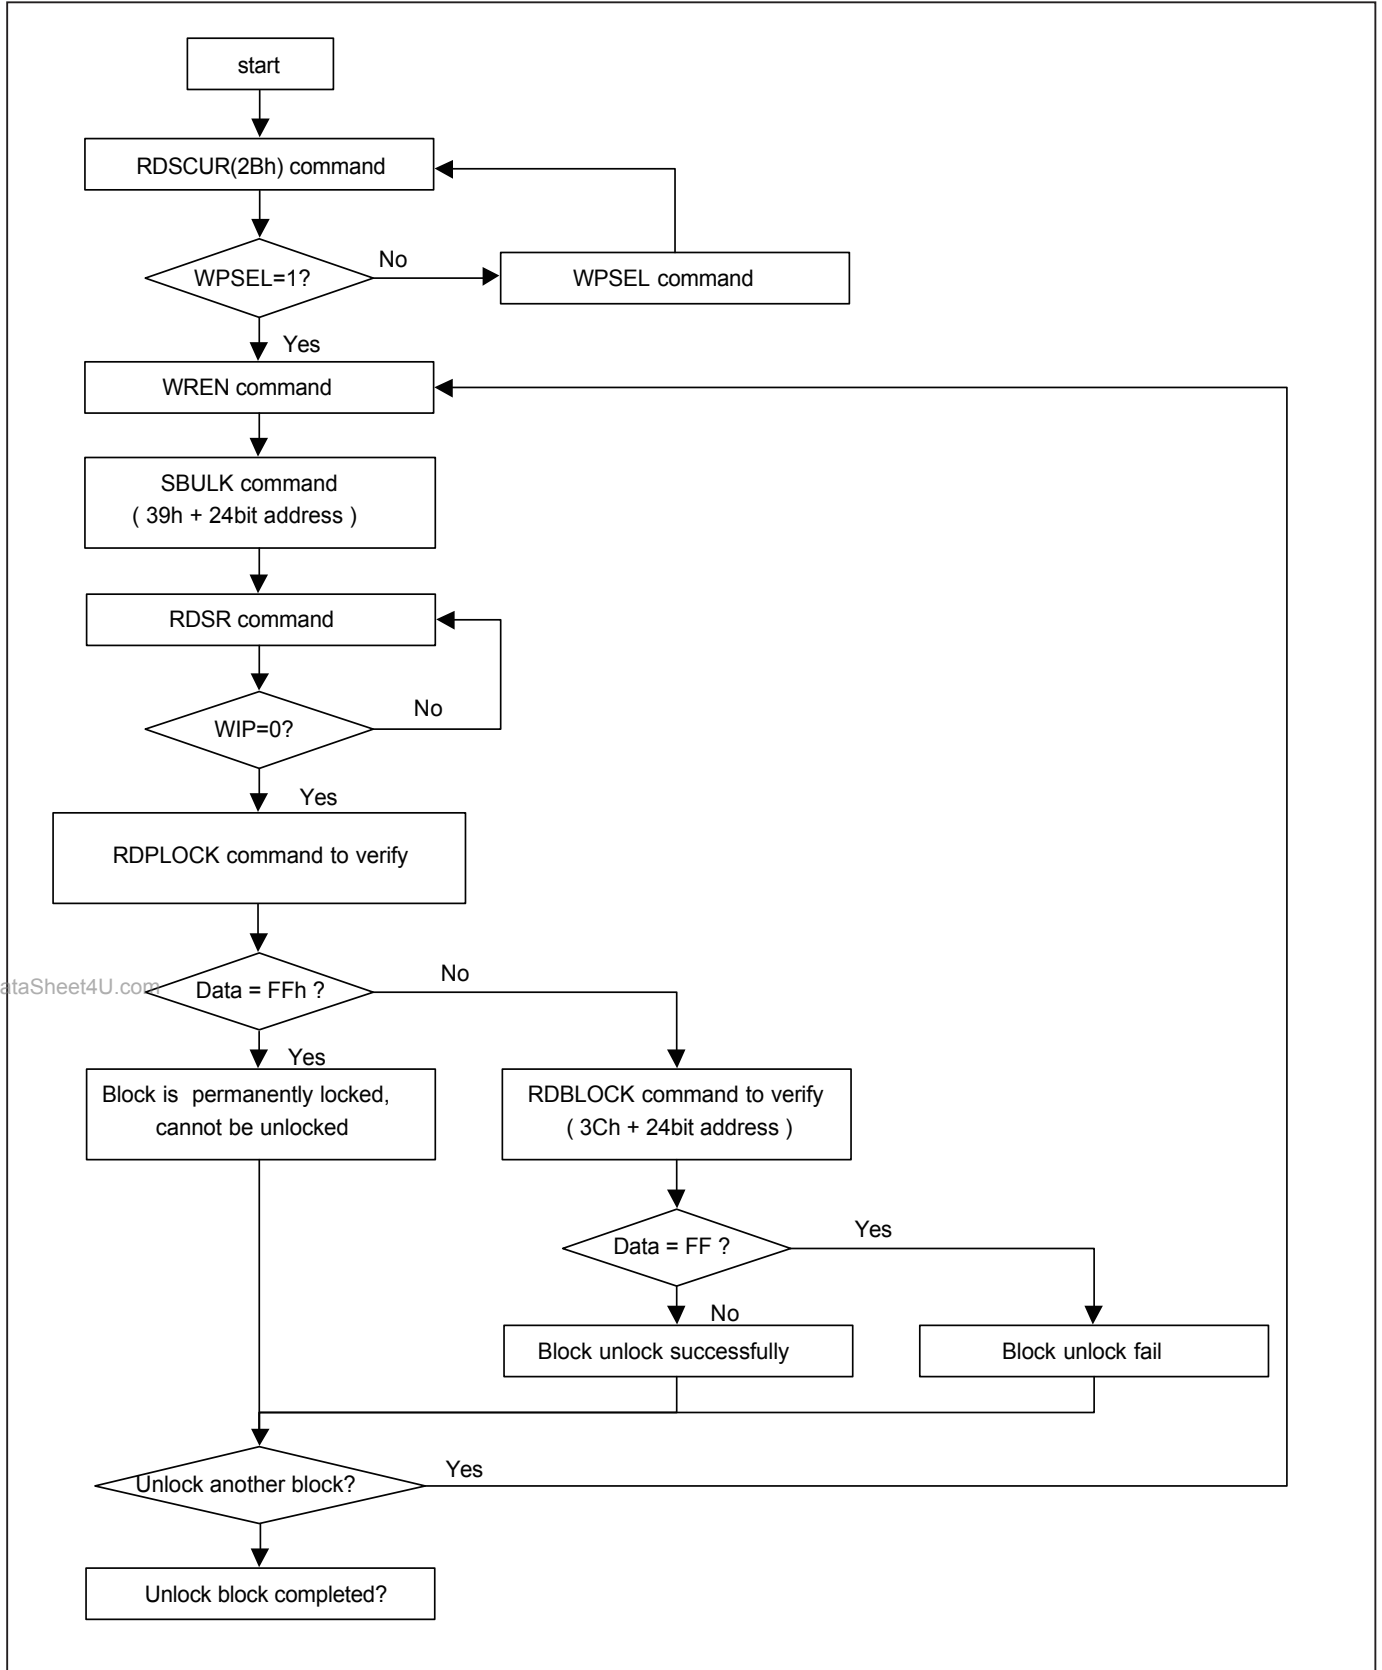 start
RDSCUR(2Bh) command
WPSEL=1?
No
WPSEL command
Yes
WREN command
SBULK command
( 39h + 24bit address )
RDSR command
WIP=0?
No
Yes
RDPLOCK command to verify
Data = FFh ?
No
ataSheet4U.com
Yes
Block is permanently locked,
cannot be unlocked
RDBLOCK command to verify
( 3Ch + 24bit address )
Data = FF ?
Yes
No
Block unlock successfully
Block unlock fail
Unlock another block?
Yes
Unlock block completed?